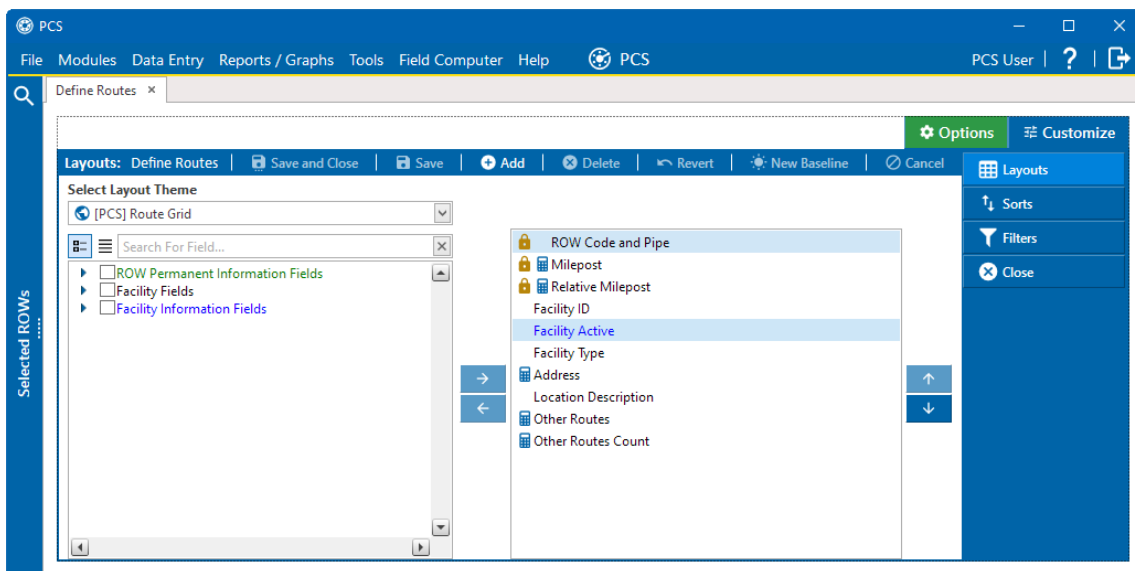 PCS
File Modules Data Entry Reports / Graphs Tools Field Computer Help PCS PCS User | ? |
Define Routes ×
Options Customize
Layouts: Define Routes | Save and Close | Save | Add | Delete | Revert | New Baseline | Cancel
Layouts
Select Layout Theme
[PCS] Route Grid
Sorts
Search For Field...
Filters
Close
ROW Permanent Information Fields
Facility Fields
Facility Information Fields
ROW Code and Pipe
Milepost
Relative Milepost
Facility ID
Facility Active
Facility Type
Address
Location Description
Other Routes
Other Routes Count
Selected ROWs